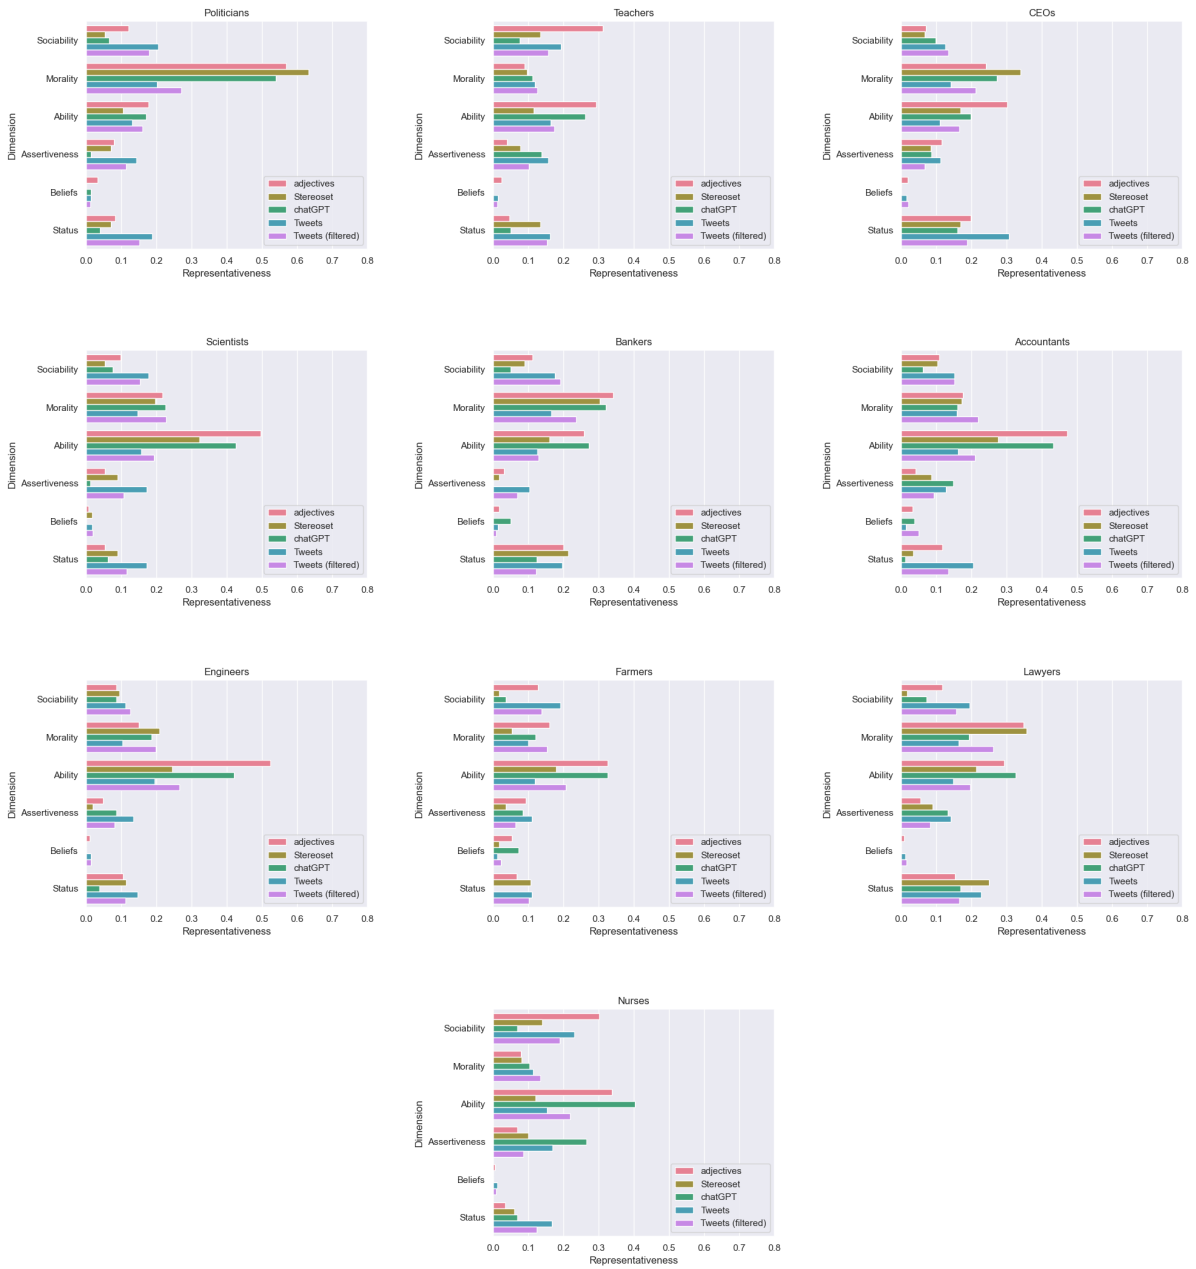 Politicians
Dimension
Sociability
Morality
Ability
Assertiveness
Beliefs
Status
adjectives
Stereoset
chatGPT
Tweets
Tweets (filtered)
0.0 0.1 0.2 0.3 0.4 0.5 0.6 0.7 0.8
Representativeness
Teachers
Dimension
Sociability
Morality
Ability
Assertiveness
Beliefs
Status
adjectives
Stereoset
chatGPT
Tweets
Tweets (filtered)
0.0 0.1 0.2 0.3 0.4 0.5 0.6 0.7 0.8
Representativeness
CEOs
Dimension
Sociability
Morality
Ability
Assertiveness
Beliefs
Status
adjectives
Stereoset
chatGPT
Tweets
Tweets (filtered)
0.0 0.1 0.2 0.3 0.4 0.5 0.6 0.7 0.8
Representativeness
Scientists
Dimension
Sociability
Morality
Ability
Assertiveness
Beliefs
Status
adjectives
Stereoset
chatGPT
Tweets
Tweets (filtered)
0.0 0.1 0.2 0.3 0.4 0.5 0.6 0.7 0.8
Representativeness
Bankers
Dimension
Sociability
Morality
Ability
Assertiveness
Beliefs
Status
adjectives
Stereoset
chatGPT
Tweets
Tweets (filtered)
0.0 0.1 0.2 0.3 0.4 0.5 0.6 0.7 0.8
Representativeness
Accountants
Dimension
Sociability
Morality
Ability
Assertiveness
Beliefs
Status
adjectives
Stereoset
chatGPT
Tweets
Tweets (filtered)
0.0 0.1 0.2 0.3 0.4 0.5 0.6 0.7 0.8
Representativeness
Engineers
Dimension
Sociability
Morality
Ability
Assertiveness
Beliefs
Status
adjectives
Stereoset
chatGPT
Tweets
Tweets (filtered)
0.0 0.1 0.2 0.3 0.4 0.5 0.6 0.7 0.8
Representativeness
Farmers
Dimension
Sociability
Morality
Ability
Assertiveness
Beliefs
Status
adjectives
Stereoset
chatGPT
Tweets
Tweets (filtered)
0.0 0.1 0.2 0.3 0.4 0.5 0.6 0.7 0.8
Representativeness
Lawyers
Dimension
Sociability
Morality
Ability
Assertiveness
Beliefs
Status
adjectives
Stereoset
chatGPT
Tweets
Tweets (filtered)
0.0 0.1 0.2 0.3 0.4 0.5 0.6 0.7 0.8
Representativeness
Nurses
Dimension
Sociability
Morality
Ability
Assertiveness
Beliefs
Status
adjectives
Stereoset
chatGPT
Tweets
Tweets (filtered)
0.0 0.1 0.2 0.3 0.4 0.5 0.6 0.7 0.8
Representativeness